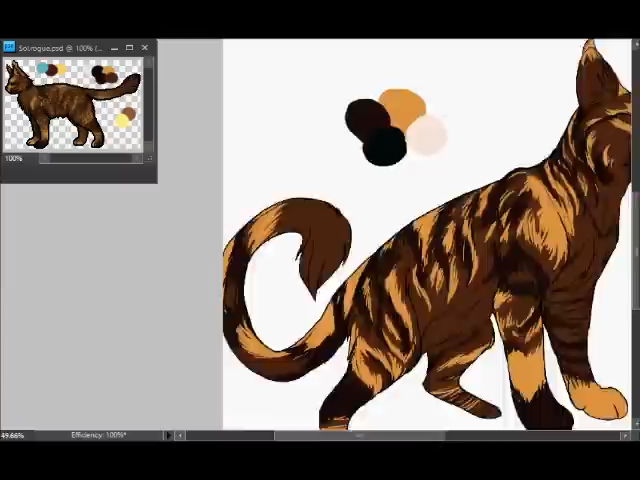 Sol.rogue.psd @ 100% (...
100%
49.66%
Efficiency: 100%*